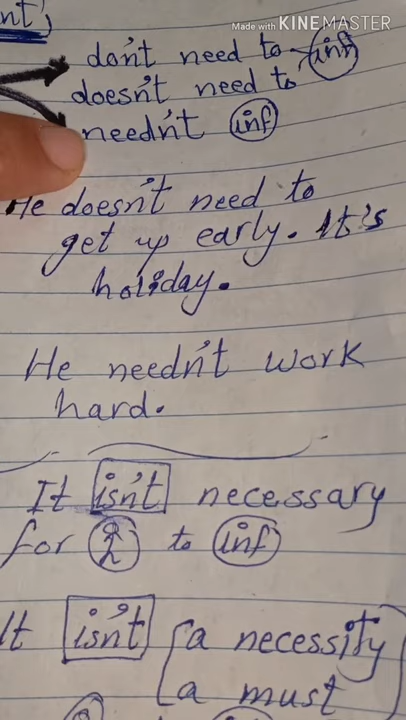 nt',
Made with KINEMASTER
don't need to inf
doesn't need to
needn't inf
He doesn't need to
get up early. It's
holiday.
He needn't work
hard.
It isn't necessary
for to inf
It isn't a necessity
a must